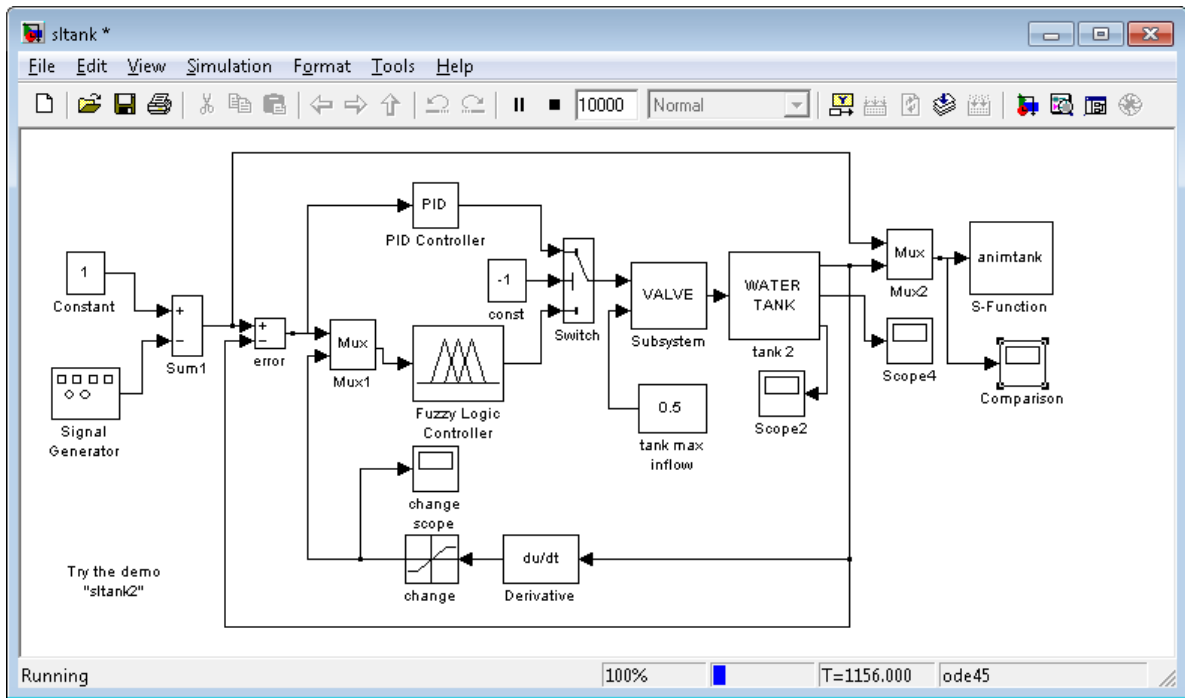 sltank *
File Edit View Simulation Format Tools Help
10000 Normal
PID
PID Controller
1
Constant
-1
const
Switch
VALVE
Subsystem
WATER
TANK
tank 2
Mux
Mux2
animtank
S-Function
+
−
Sum1
+
−
error
Mux
Mux1
Fuzzy Logic
Controller
Signal
Generator
0.5
tank max
inflow
Scope2
Scope4
Comparison
change
scope
change
du/dt
Derivative
Try the demo
"sltank2"
Running 100% T=1156.000 ode45